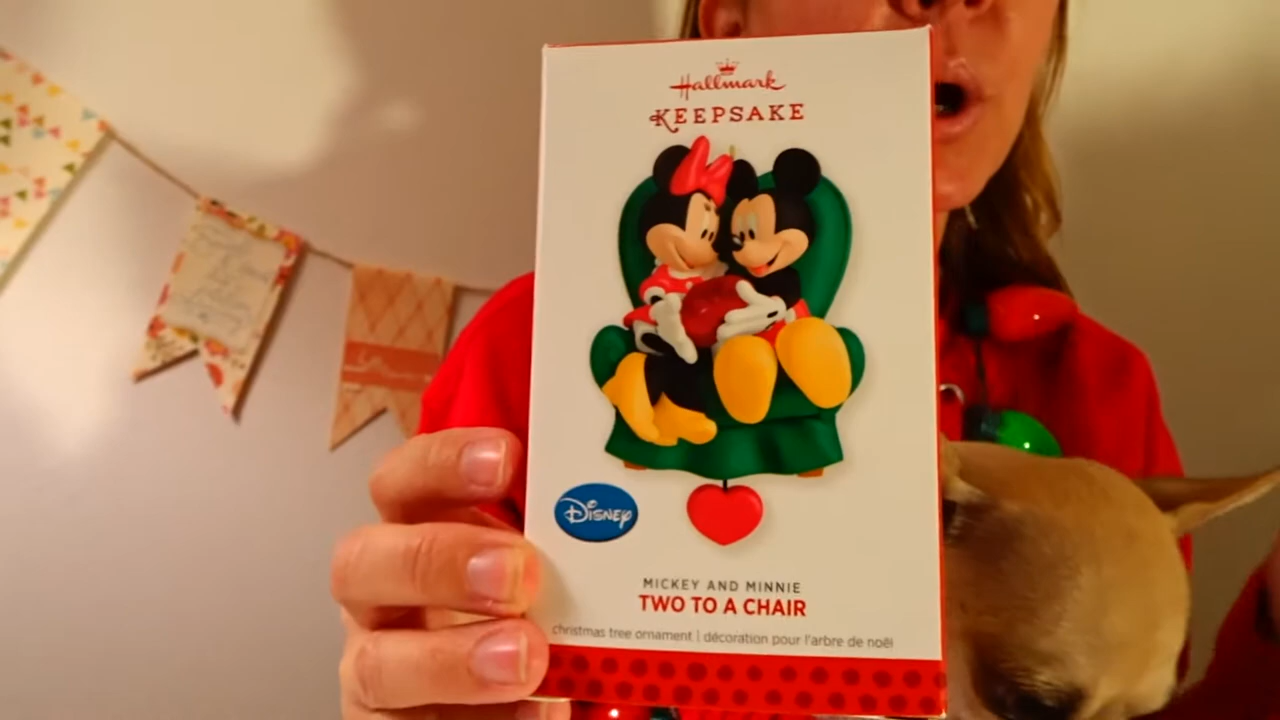 Hallmark
KEEPSAKE
Disney
MICKEY AND MINNIE
TWO TO A CHAIR
christmas tree ornament | décoration pour l'arbre de noël